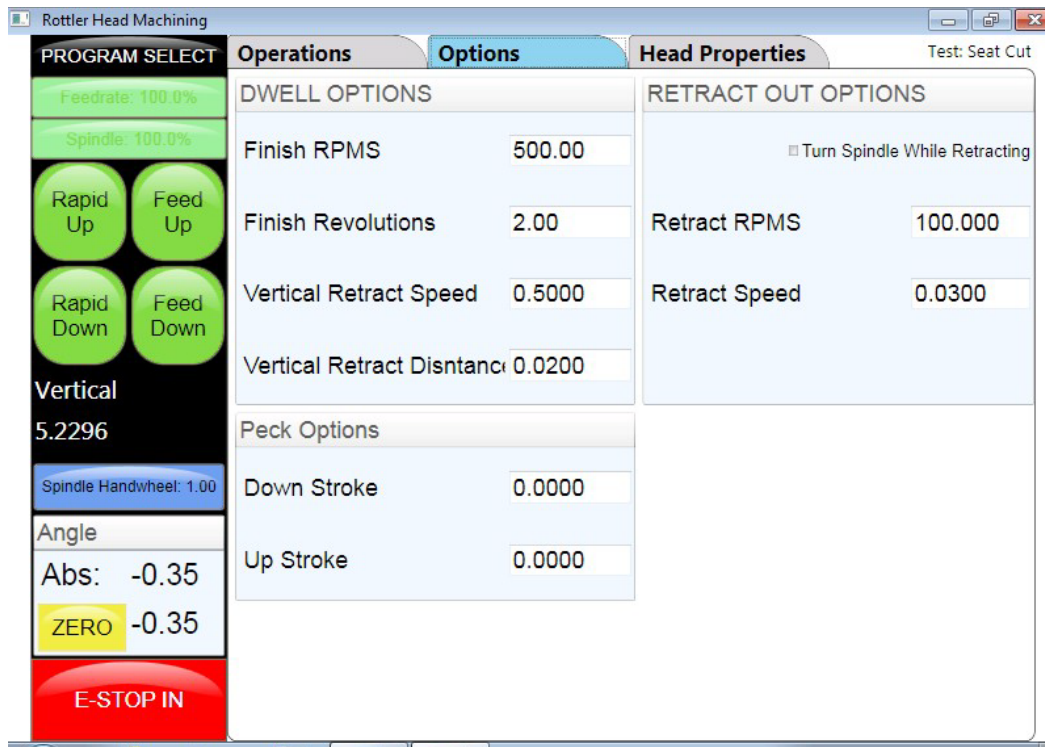 Rottler Head Machining
PROGRAM SELECT
Operations
Options
Head Properties
Test: Seat Cut
Feedrate: 100.0%
Spindle: 100.0%
Rapid Up
Feed Up
Rapid Down
Feed Down
Vertical
5.2296
Spindle Handwheel: 1.00
Angle
Abs: -0.35
ZERO -0.35
E-STOP IN
DWELL OPTIONS
Finish RPMS 500.00
Finish Revolutions 2.00
Vertical Retract Speed 0.5000
Vertical Retract Disntanc 0.0200
Peck Options
Down Stroke 0.0000
Up Stroke 0.0000
RETRACT OUT OPTIONS
Turn Spindle While Retracting
Retract RPMS 100.000
Retract Speed 0.0300